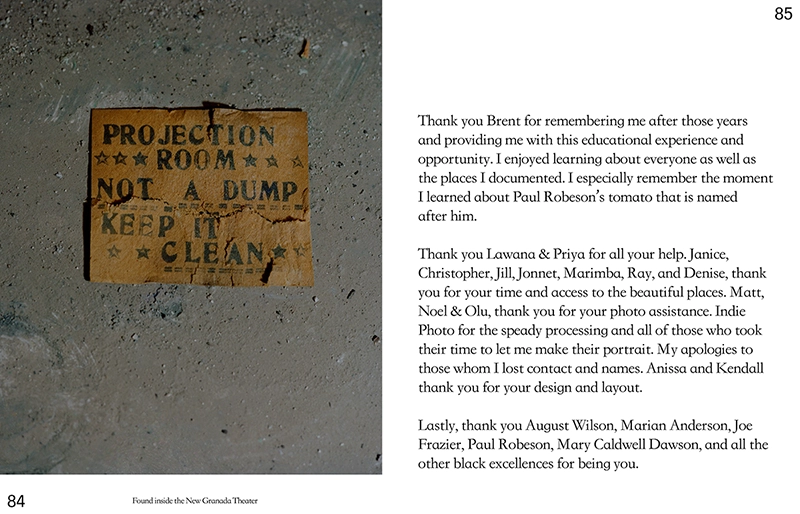 PROJECTION
ROOM
NOT A DUMP
KEEP IT
CLEAN
84
Found inside the New Granada Theater
85
Thank you Brent for remembering me after those years
and providing me with this educational experience and
opportunity. I enjoyed learning about everyone as well as
the places I documented. I especially remember the moment
I learned about Paul Robeson's tomato that is named
after him.
Thank you Lawana & Priya for all your help. Janice,
Christopher, Jill, Jonnet, Marimba, Ray, and Denise, thank
you for your time and access to the beautiful places. Matt,
Noel & Olu, thank you for your photo assistance. Indie
Photo for the speady processing and all of those who took
their time to let me make their portrait. My apologies to
those whom I lost contact and names. Anissa and Kendall
thank you for your design and layout.
Lastly, thank you August Wilson, Marian Anderson, Joe
Frazier, Paul Robeson, Mary Caldwell Dawson, and all the
other black excellences for being you.